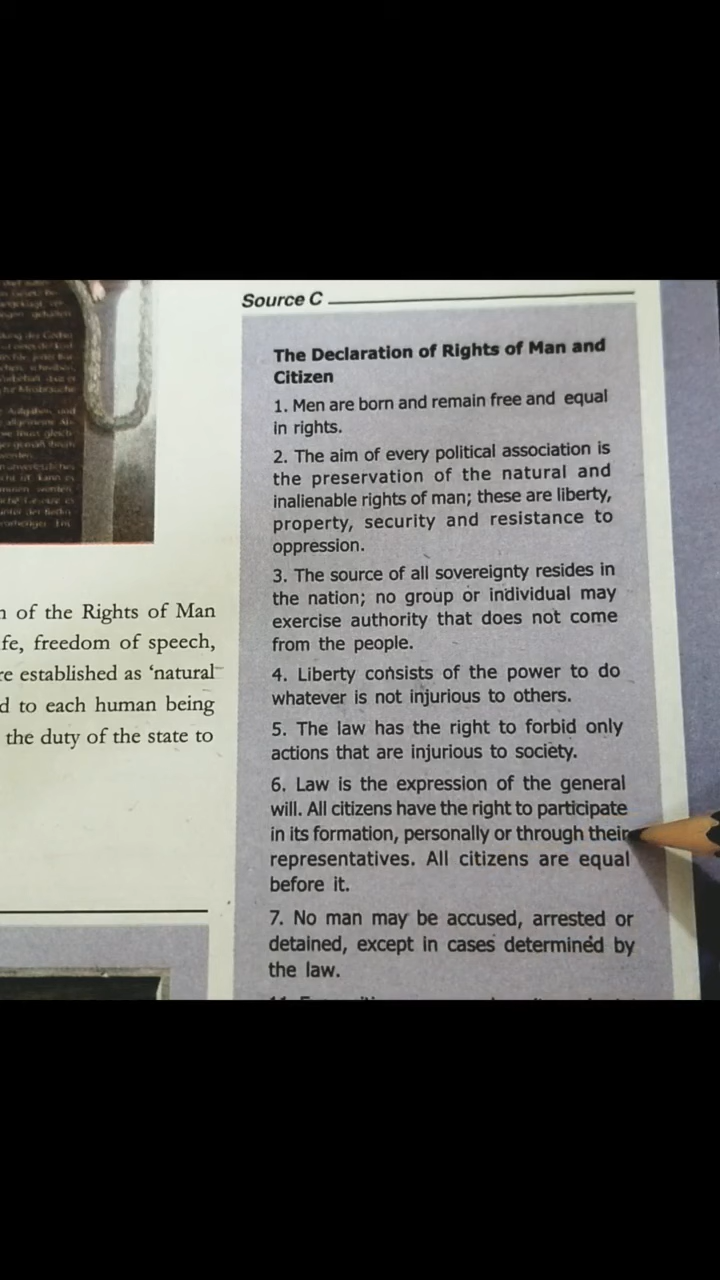 Source C
The Declaration of Rights of Man and
Citizen
1. Men are born and remain free and equal
in rights.
2. The aim of every political association is
the preservation of the natural and
inalienable rights of man; these are liberty,
property, security and resistance to
oppression.
3. The source of all sovereignty resides in
the nation; no group or individual may
exercise authority that does not come
from the people.
4. Liberty consists of the power to do
whatever is not injurious to others.
5. The law has the right to forbid only
actions that are injurious to society.
6. Law is the expression of the general
will. All citizens have the right to participate
in its formation, personally or through their
representatives. All citizens are equal
before it.
7. No man may be accused, arrested or
detained, except in cases determined by
the law.
of the Rights of Man
freedom of speech,
established as ‘natural
to each human being
the duty of the state to